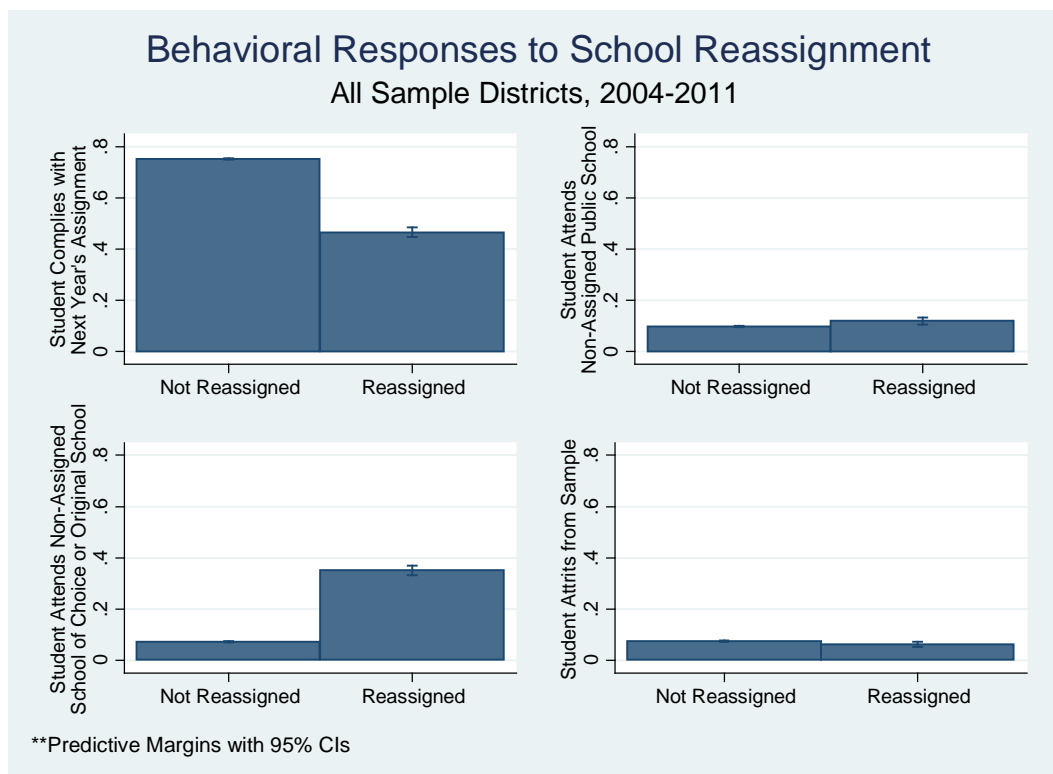 Behavioral Responses to School Reassignment
All Sample Districts, 2004-2011
Student Complies with
Next Year's Assignment
.8
.6
.4
.2
0
Not Reassigned
Reassigned
Student Attends
Non-Assigned Public School
.8
.6
.4
.2
0
Not Reassigned
Reassigned
Student Attends Non-Assigned
School of Choice or Original School
.8
.6
.4
.2
0
Not Reassigned
Reassigned
Student Attrits from Sample
.8
.6
.4
.2
0
Not Reassigned
Reassigned
**Predictive Margins with 95% CIs